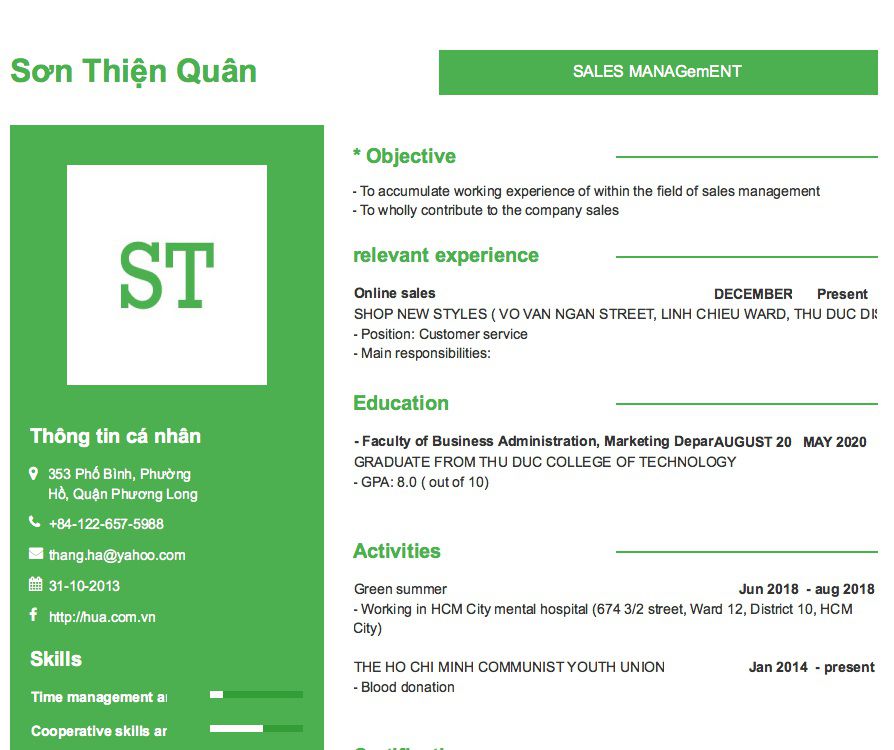 Sơn Thiện Quân
SALES MANAGemENT
ST
Thông tin cá nhân
353 Phố Bình, Phường
Hồ, Quận Phương Long
+84-122-657-5988
thang.ha@yahoo.com
31-10-2013
http://hua.com.vn
Skills
Time management
Cooperative skills
* Objective
- To accumulate working experience of within the field of sales management
- To wholly contribute to the company sales
relevant experience
Online sales DECEMBER Present
SHOP NEW STYLES ( VO VAN NGAN STREET, LINH CHIEU WARD, THU DUC
- Position: Customer service
- Main responsibilities:
Education
- Faculty of Business Administration, Marketing Depar AUGUST 20 MAY 2020
GRADUATE FROM THU DUC COLLEGE OF TECHNOLOGY
- GPA: 8.0 ( out of 10)
Activities
Green summer Jun 2018 - aug 2018
- Working in HCM City mental hospital (674 3/2 street, Ward 12, District 10, HCM
City)
THE HO CHI MINH COMMUNIST YOUTH UNION Jan 2014 - present
- Blood donation